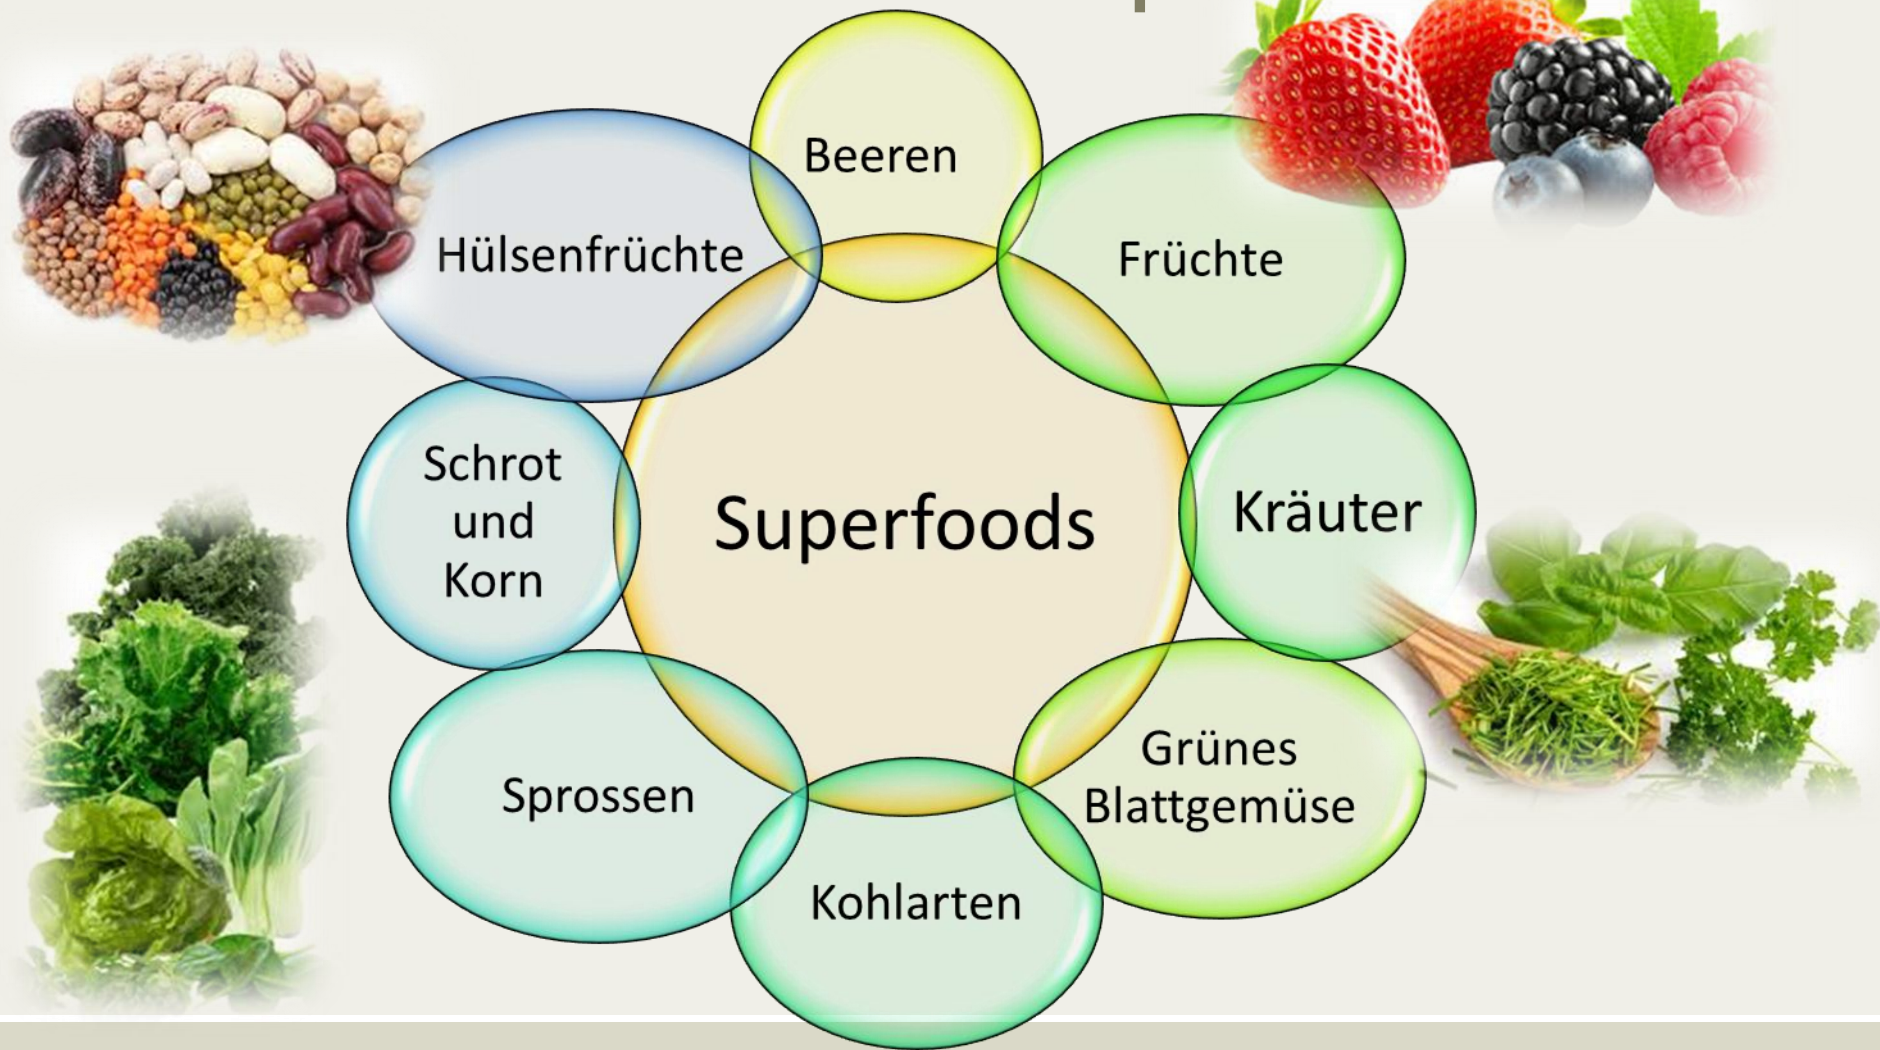 Beeren
Hülsenfrüchte
Früchte
Schrot
und
Korn
Superfoods
Kräuter
Sprossen
Grünes
Blattgemüse
Kohlarten